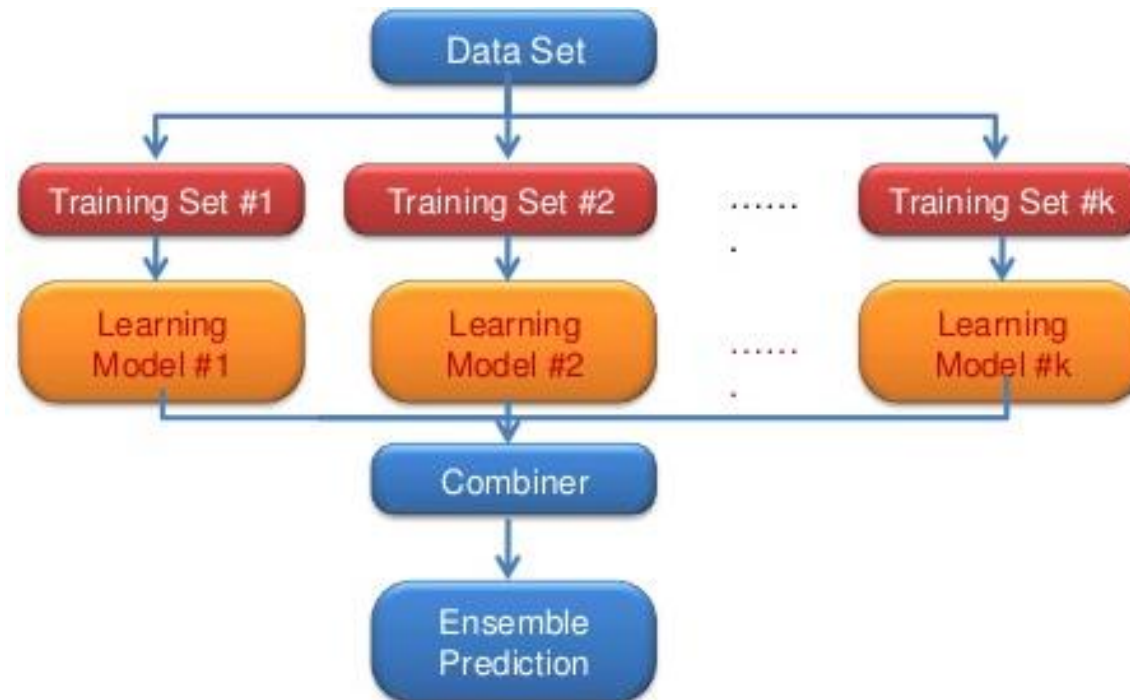 Data Set
Training Set #1
Training Set #2
.......
Training Set #k
Learning
Model #1
Learning
Model #2
.......
Learning
Model #k
Combiner
Ensemble
Prediction